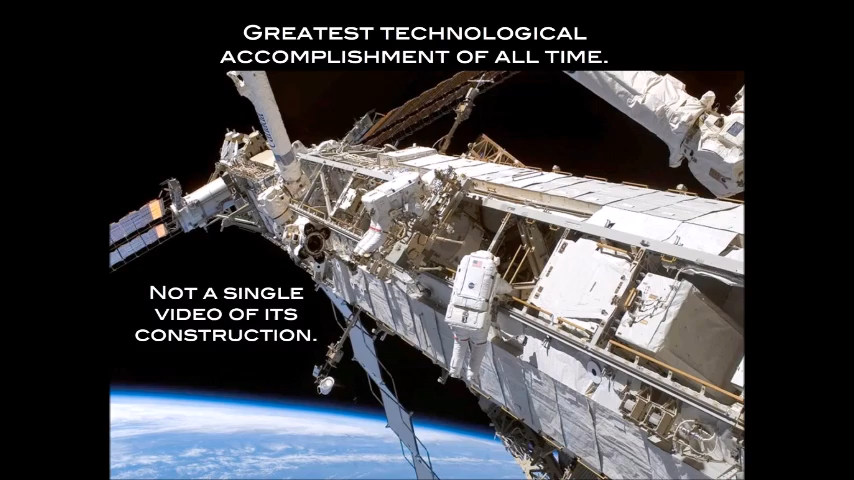 Greatest technological
accomplishment of all time.
Not a single
video of its
construction.